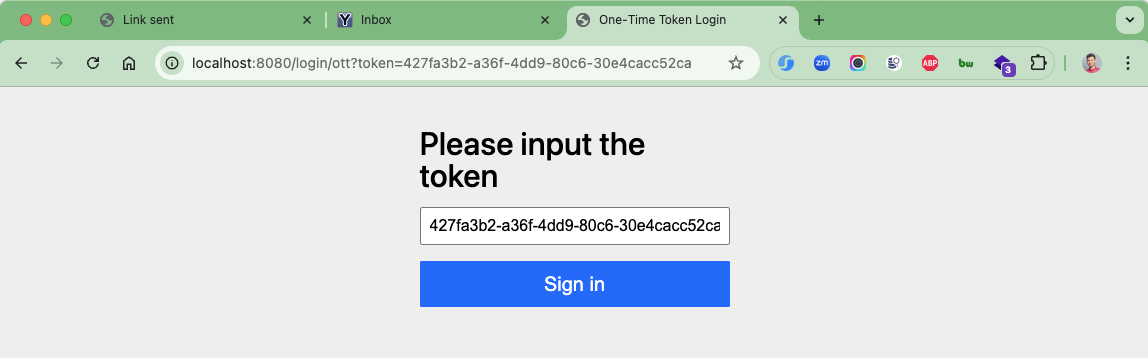 Link sent
Inbox
One-Time Token Login
localhost:8080/login/ott?token=427fa3b2-a36f-4dd9-80c6-30e4cacc52ca
zm
ABP
bw
3
Please input the
token
427fa3b2-a36f-4dd9-80c6-30e4cacc52ca
Sign in